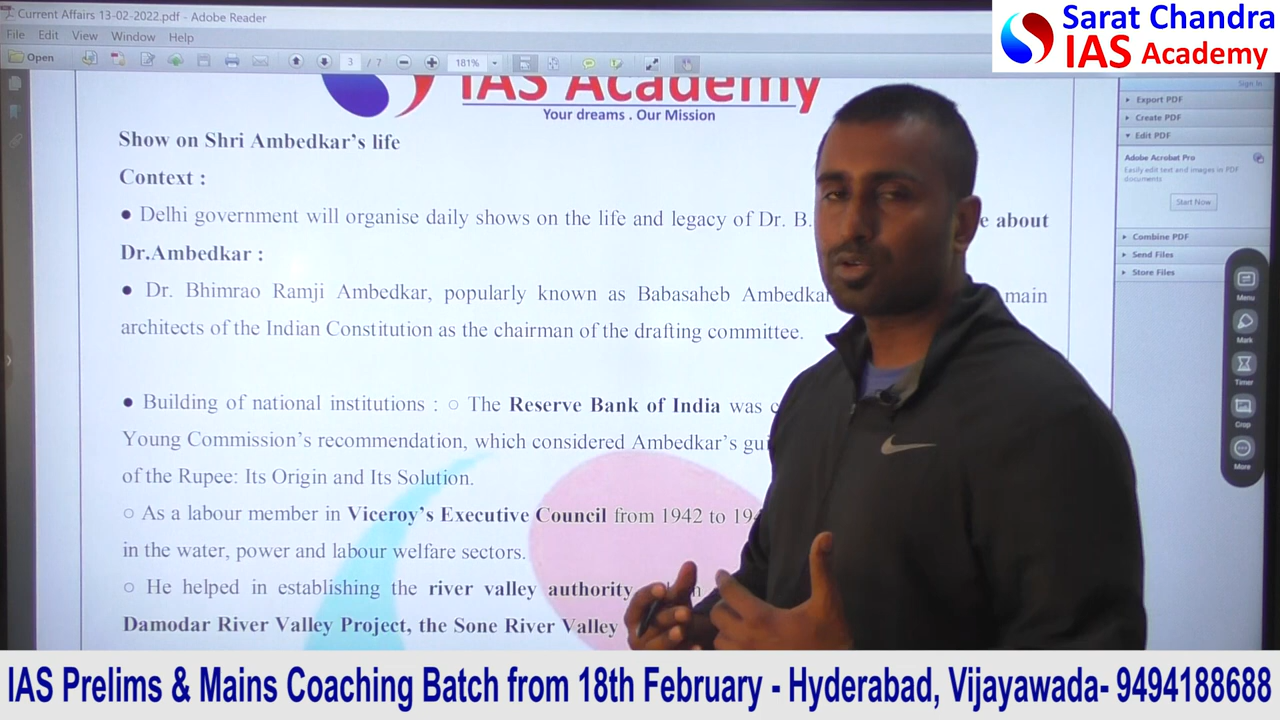 Current Affairs 13-02-2022.pdf - Adobe Reader
File Edit View Window Help
Open 3 / 7 181%
Sarat Chandra
IAS Academy
IAS Academy
Your dreams . Our Mission
Show on Shri Ambedkar's life
Context :
● Delhi government will organise daily shows on the life and legacy of Dr. B. about
Dr.Ambedkar :
● Dr. Bhimrao Ramji Ambedkar, popularly known as Babasaheb Ambedkar main
architects of the Indian Constitution as the chairman of the drafting committee.
● Building of national institutions : ○ The Reserve Bank of India was
Young Commission's recommendation, which considered Ambedkar's
of the Rupee: Its Origin and Its Solution.
○ As a labour member in Viceroy's Executive Council from 1942 to
in the water, power and labour welfare sectors.
○ He helped in establishing the river valley authority
Damodar River Valley Project, the Sone River Valley
Sign In
Export PDF
Create PDF
Edit PDF
Adobe Acrobat Pro
Easily edit text and images in PDF
documents
Start Now
Combine PDF
Send Files
Store Files
Menu
Mark
Timer
Crop
More
IAS Prelims & Mains Coaching Batch from 18th February - Hyderabad, Vijayawada- 9494188688